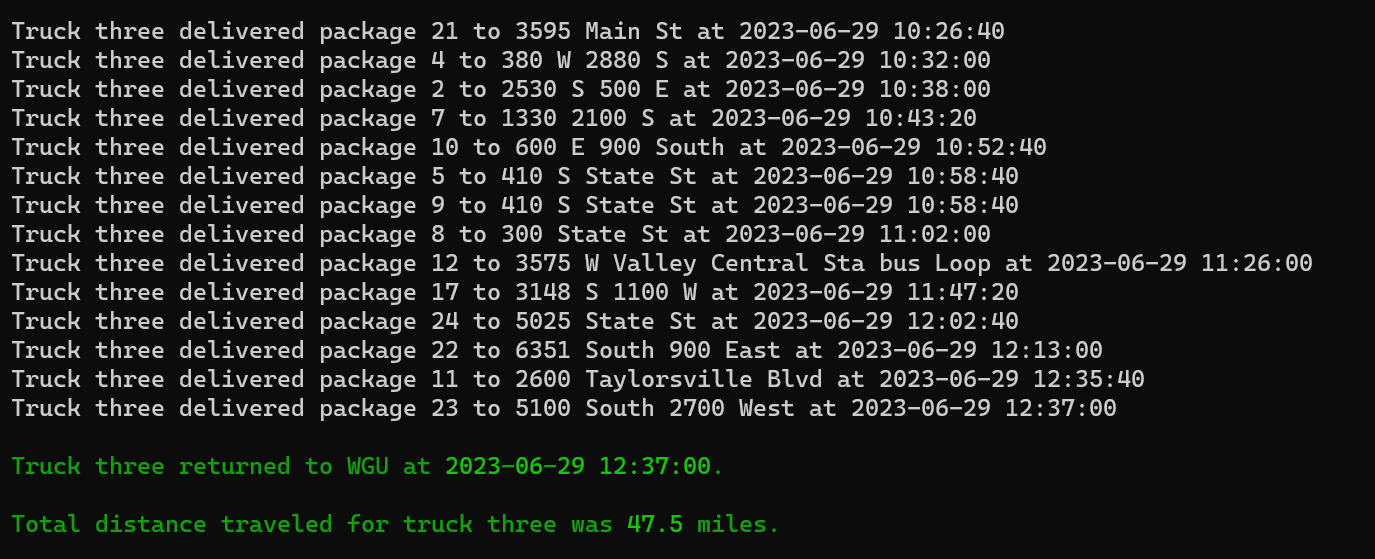 Truck three delivered package 21 to 3595 Main St at 2023-06-29 10:26:40
Truck three delivered package 4 to 380 W 2880 S at 2023-06-29 10:32:00
Truck three delivered package 2 to 2530 S 500 E at 2023-06-29 10:38:00
Truck three delivered package 7 to 1330 2100 S at 2023-06-29 10:43:20
Truck three delivered package 10 to 600 E 900 South at 2023-06-29 10:52:40
Truck three delivered package 5 to 410 S State St at 2023-06-29 10:58:40
Truck three delivered package 9 to 410 S State St at 2023-06-29 10:58:40
Truck three delivered package 8 to 300 State St at 2023-06-29 11:02:00
Truck three delivered package 12 to 3575 W Valley Central Sta bus Loop at 2023-06-29 11:26:00
Truck three delivered package 17 to 3148 S 1100 W at 2023-06-29 11:47:20
Truck three delivered package 24 to 5025 State St at 2023-06-29 12:02:40
Truck three delivered package 22 to 6351 South 900 East at 2023-06-29 12:13:00
Truck three delivered package 11 to 2600 Taylorsville Blvd at 2023-06-29 12:35:40
Truck three delivered package 23 to 5100 South 2700 West at 2023-06-29 12:37:00
Truck three returned to WGU at 2023-06-29 12:37:00.
Total distance traveled for truck three was 47.5 miles.